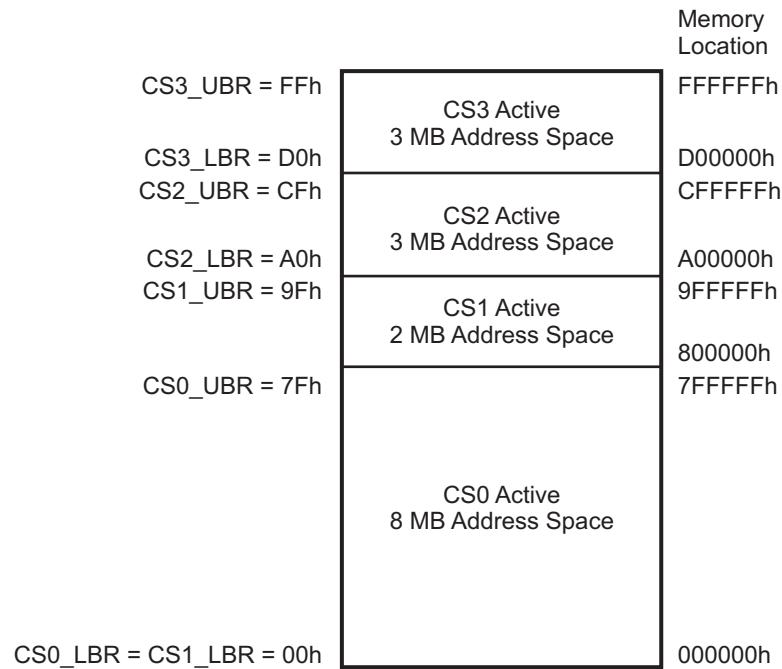 Memory
Location
CS3_UBR = FFh
FFFFFFh
CS3 Active
3 MB Address Space
CS3_LBR = D0h
D00000h
CS2_UBR = CFh
CFFFFFh
CS2 Active
3 MB Address Space
CS2_LBR = A0h
A00000h
CS1_UBR = 9Fh
9FFFFFh
CS1 Active
2 MB Address Space
800000h
CS0_UBR = 7Fh
7FFFFFh
CS0 Active
8 MB Address Space
CS0_LBR = CS1_LBR = 00h
000000h